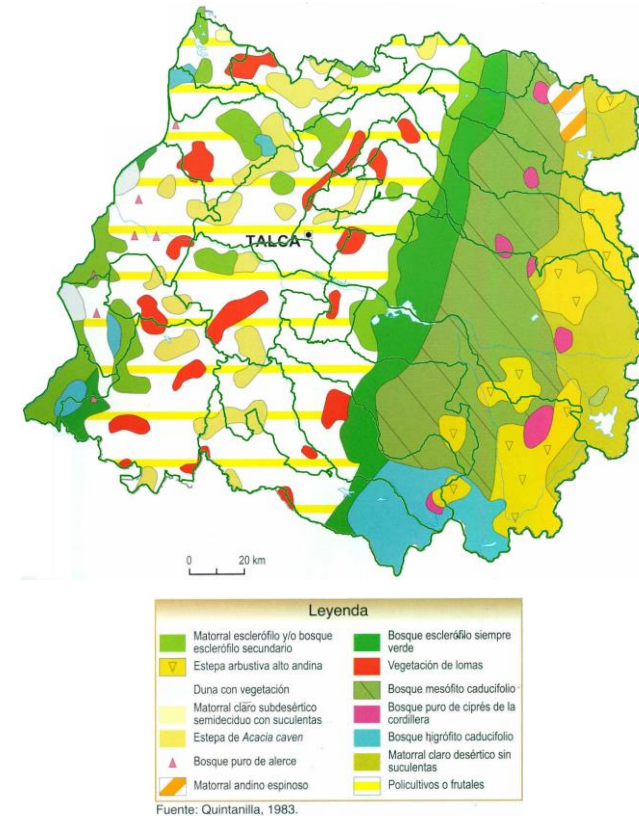 TALCA
0 20 km
Leyenda
Matorral esclerófilo y/o bosque
esclerófilo secundario
Estepa arbustiva alto andina
Duna con vegetación
Matorral claro subdesértico
semideciduo con suculentas
Estepa de Acacia caven
Bosque puro de alerce
Matorral andino espinoso
Bosque esclerófilo siempre
verde
Vegetación de lomas
Bosque mesófito caducifolio
Bosque puro de ciprés de la
cordillera
Bosque higrófito caducifolio
Matorral claro désertico sin
suculentas
Policultivos o frutales
Fuente: Quintanilla, 1983.